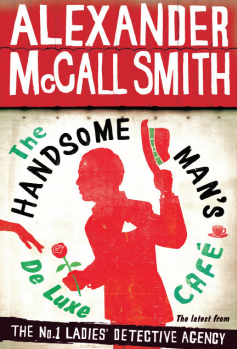 ALEXANDER
McCALL SMITH
The
HANDSOME
MAN'S
De Luxe
CAFÉ
The latest from
THE NO.1 LADIES' DETECTIVE AGENCY